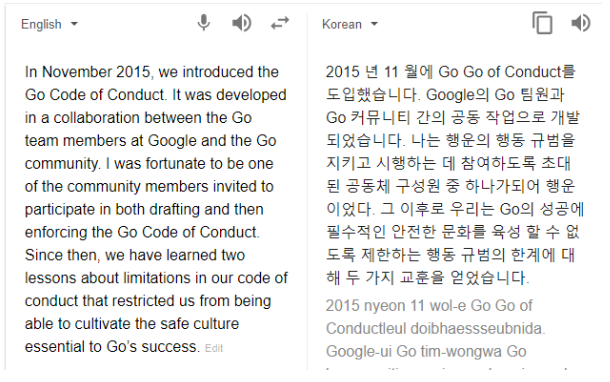 English
Korean
In November 2015, we introduced the
Go Code of Conduct. It was developed
in a collaboration between the Go
team members at Google and the Go
community. I was fortunate to be one
of the community members invited to
participate in both drafting and then
enforcing the Go Code of Conduct.
Since then, we have learned two
lessons about limitations in our code of
conduct that restricted us from being
able to cultivate the safe culture
essential to Go’s success. Edit
2015 년 11 월에 Go Go of Conduct를
도입했습니다. Google의 Go 팀원과
Go 커뮤니티 간의 공동 작업으로 개발
되었습니다. 나는 행운의 행동 규범을
지키고 시행하는 데 참여하도록 초대
된 공동체 구성원 중 하나가되어 행운
이었다. 그 이후로 우리는 Go의 성공에
필수적인 안전한 문화를 육성 할 수 없
도록 제한하는 행동 규범의 한계에 대
해 두 가지 교훈을 얻었습니다.
2015 nyeon 11 wol-e Go Go of
Conductleul doibhaessseubnida.
Google-ui Go tim-wongwa Go